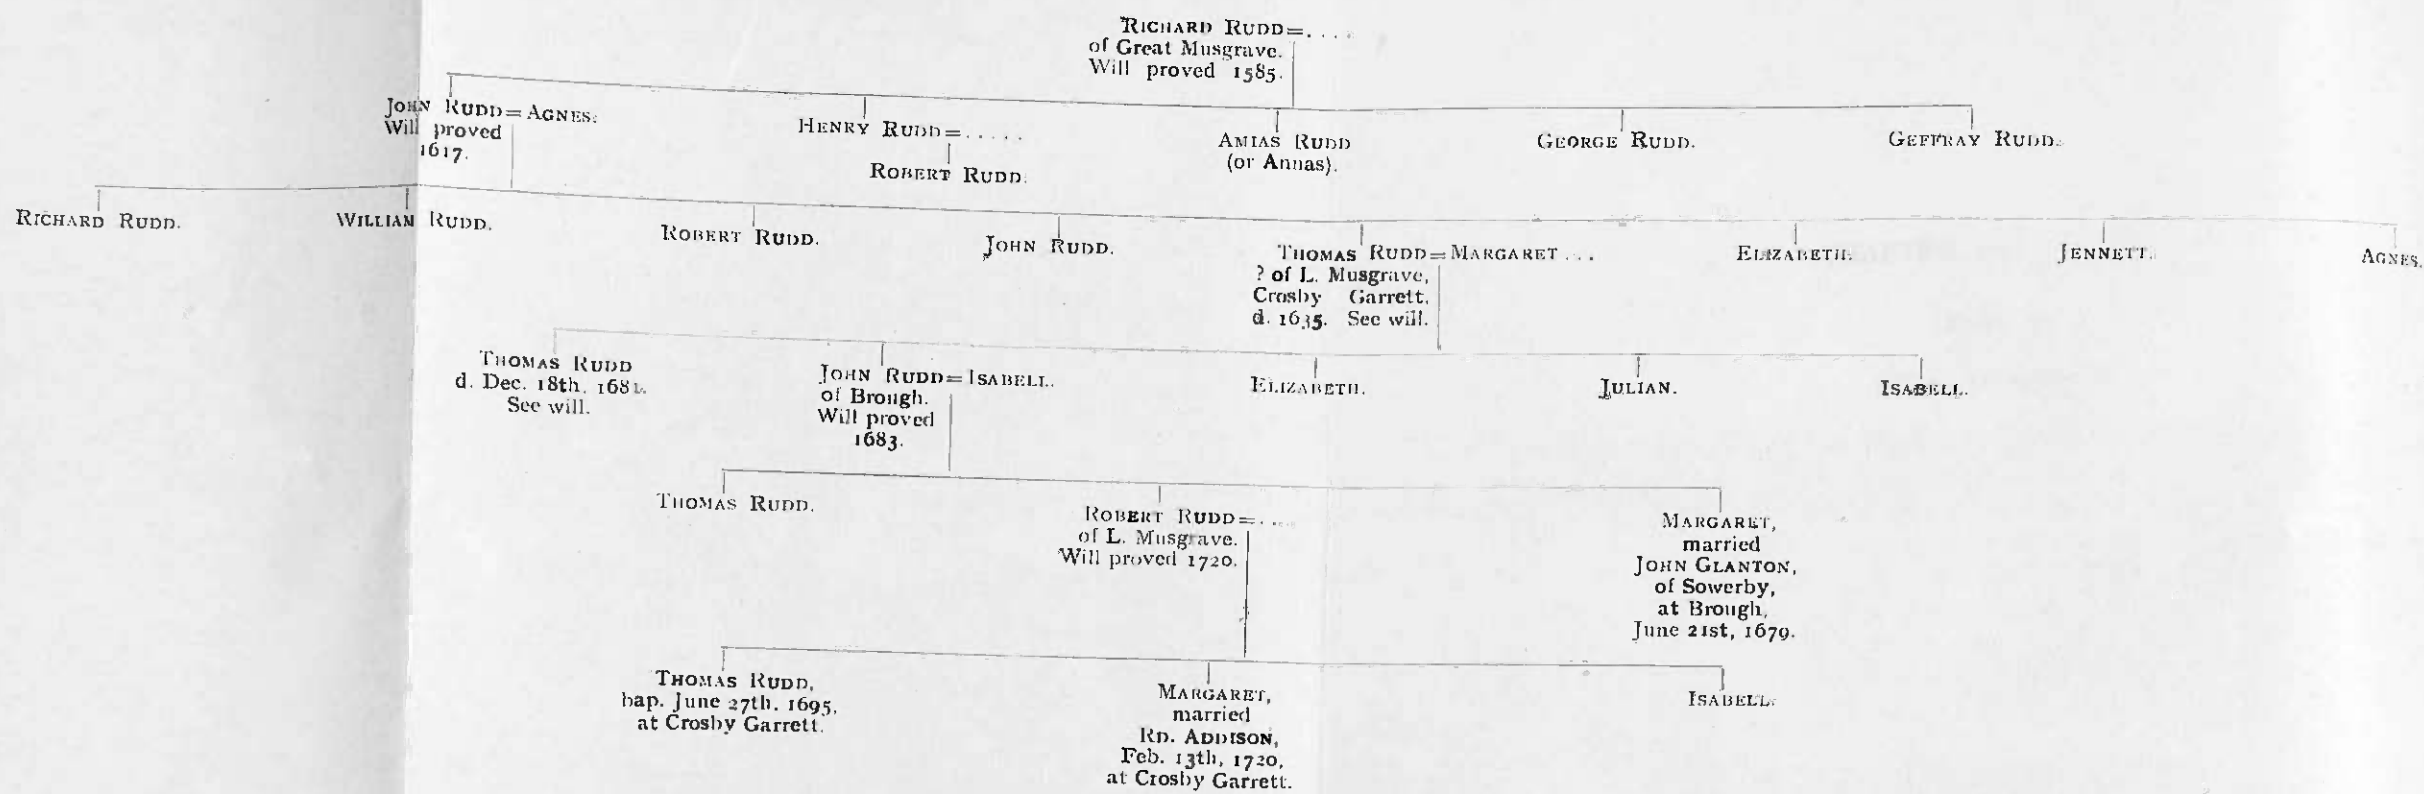 RICHARD RUDD=....
of Great Musgrave.
Will proved 1585.
JOHN RUDD=AGNES.
Will proved
1617.
HENRY RUDD=.....
ROBERT RUDD.
AMIAS RUDD
(or Annas).
GEORGE RUDD.
GEFFRAY RUDD.
RICHARD RUDD.
WILLIAM RUDD.
ROBERT RUDD.
JOHN RUDD.
THOMAS RUDD=MARGARET ...
? of L. Musgrave,
Crosby Garrett.
d. 1635. See will.
ELIZABETH.
JENNETT.
AGNES.
THOMAS RUDD
d. Dec. 18th, 1681.
See will.
JOHN RUDD=ISABELL.
of Brough.
Will proved
1683.
ELIZABETH.
JULIAN.
ISABELL.
THOMAS RUDD.
ROBERT RUDD=....
of L. Musgrave.
Will proved 1720.
MARGARET,
married
JOHN GLANTON,
of Sowerby,
at Brough,
June 21st, 1679.
THOMAS RUDD,
bap. June 27th, 1695,
at Crosby Garrett.
MARGARET,
married
RD. ADDISON,
Feb. 13th, 1720,
at Crosby Garrett.
ISABELL.